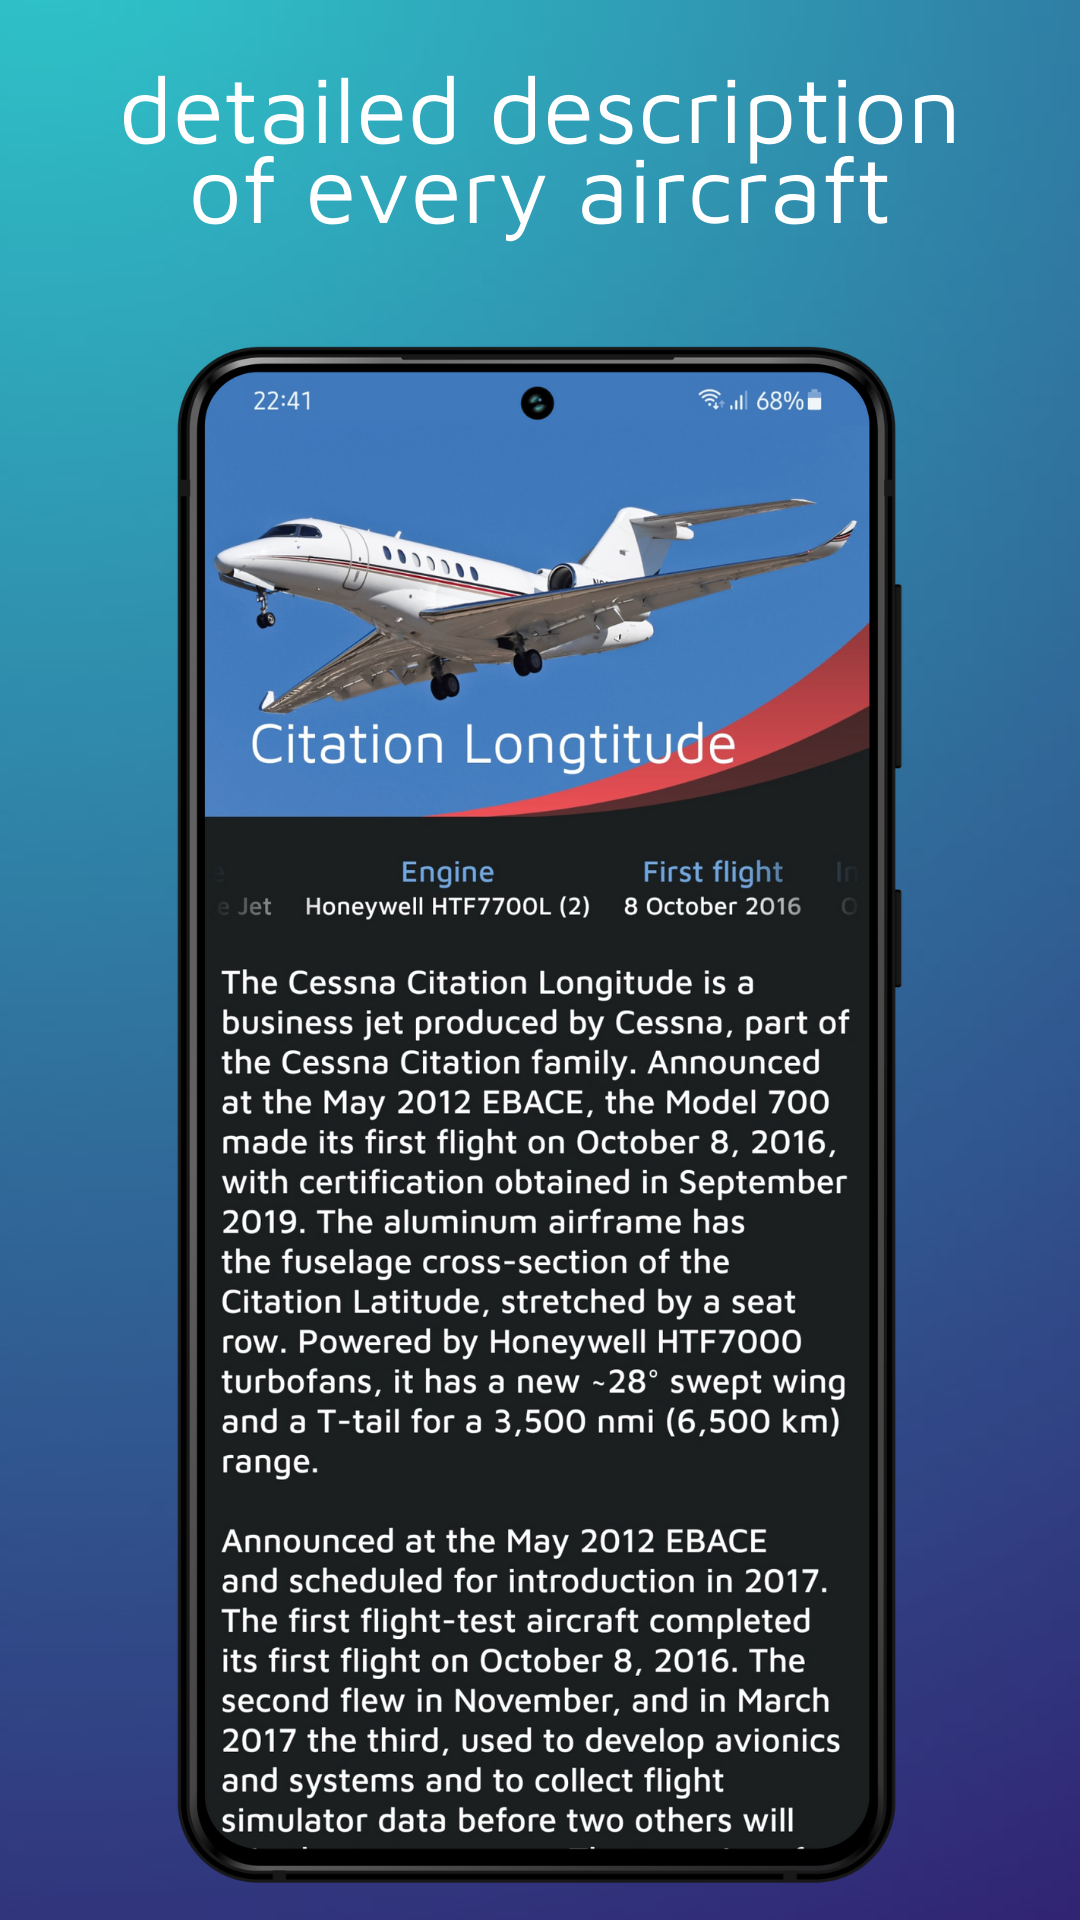 detailed description
of every aircraft
22:41
68%
Citation Longtitude
Engine
First flight
In
e Jet
Honeywell HTF7700L (2)
8 October 2016
The Cessna Citation Longitude is a
business jet produced by Cessna, part of
the Cessna Citation family. Announced
at the May 2012 EBACE, the Model 700
made its first flight on October 8, 2016,
with certification obtained in September
2019. The aluminum airframe has
the fuselage cross-section of the
Citation Latitude, stretched by a seat
row. Powered by Honeywell HTF7000
turbofans, it has a new ~28° swept wing
and a T-tail for a 3,500 nmi (6,500 km)
range.
Announced at the May 2012 EBACE
and scheduled for introduction in 2017.
The first flight-test aircraft completed
its first flight on October 8, 2016. The
second flew in November, and in March
2017 the third, used to develop avionics
and systems and to collect flight
simulator data before two others will